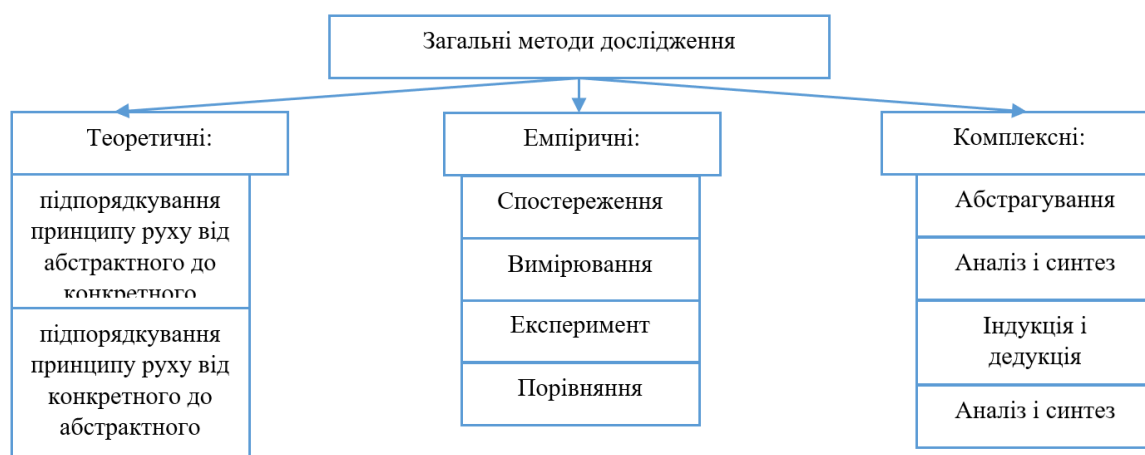 Загальні методи дослідження
Теоретичні:
підпорядкування
принципу руху від
абстрактного до
конкретного
підпорядкування
принципу руху від
конкретного до
абстрактного
Емпіричні:
Спостереження
Вимірювання
Експеримент
Порівняння
Комплексні:
Абстрагування
Аналіз і синтез
Індукція і
дедукція
Аналіз і синтез